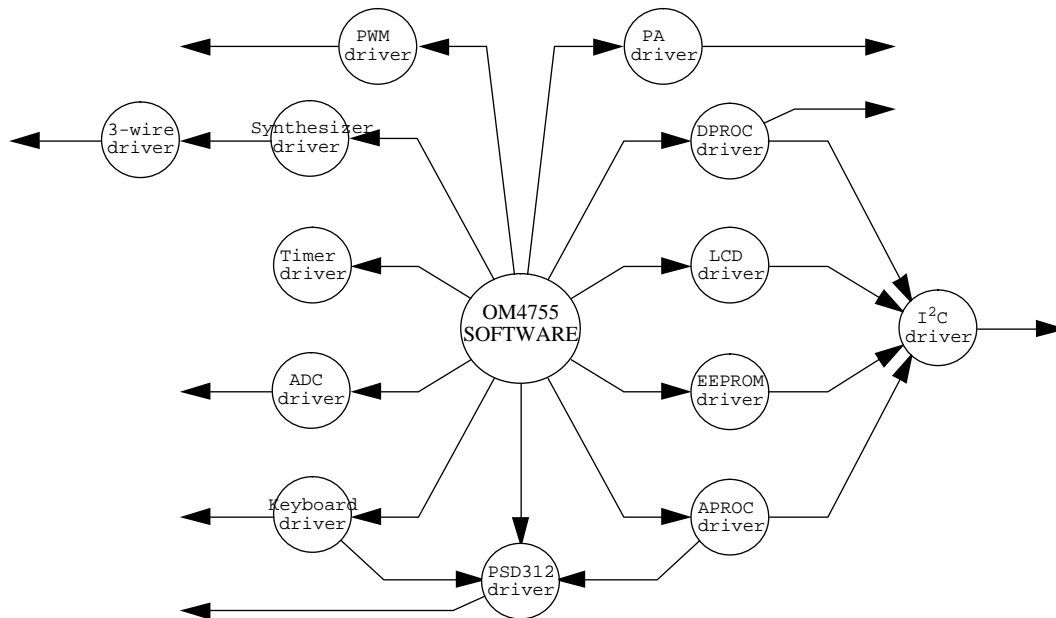 PWM
driver
PA
driver
3-wire
driver
Synthesizer
driver
DPROC
driver
Timer
driver
LCD
driver
OM4755
SOFTWARE
I²C
driver
ADC
driver
EEPROM
driver
Keyboard
driver
APROC
driver
PSD312
driver